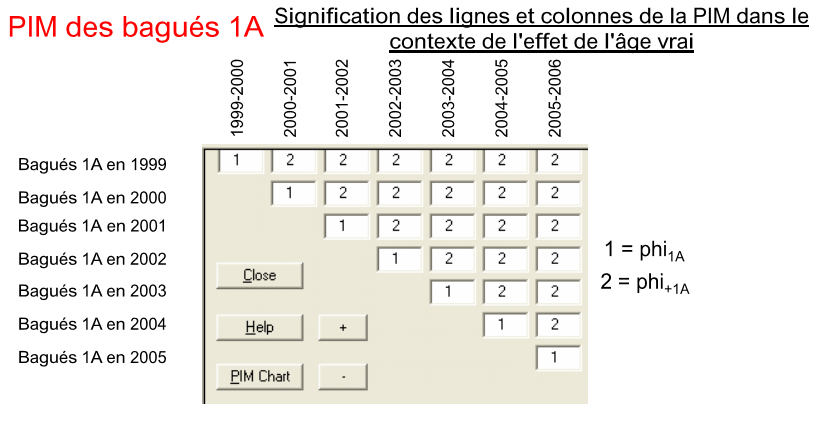 PIM des bagués 1A
Signification des lignes et colonnes de la PIM dans le
contexte de l'effet de l'âge vrai
1999-2000 2000-2001 2001-2002 2002-2003 2003-2004 2004-2005 2005-2006
Bagués 1A en 1999 1 2 2 2 2 2 2
Bagués 1A en 2000 1 2 2 2 2 2
Bagués 1A en 2001 1 2 2 2 2
Bagués 1A en 2002 1 2 2 2
Bagués 1A en 2003 1 2 2
Bagués 1A en 2004 1 2
Bagués 1A en 2005 1
Close
Help +
PIM Chart -
1 = phi1A
2 = phi+1A